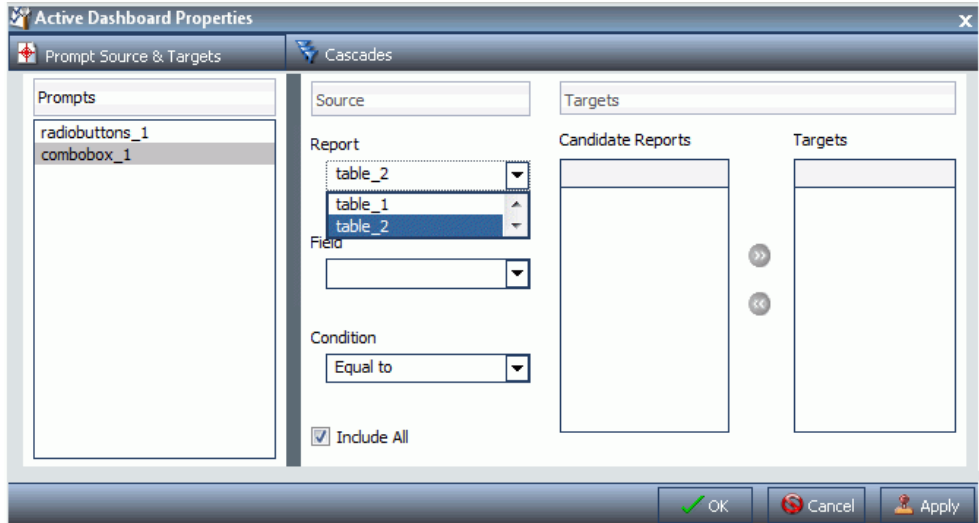 Active Dashboard Properties
x
Prompt Source & Targets
Cascades
Prompts
radiobuttons_1
combobox_1
Source
Report
table_2
table_1
table_2
Field
Condition
Equal to
Include All
Targets
Candidate Reports
Targets
OK
Cancel
Apply